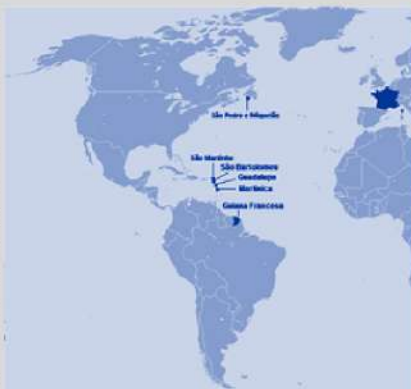 São Pedro e Miquelão
São Martinho
São Bartolomeu
Guadalupe
Martinica
Guiana Francesa